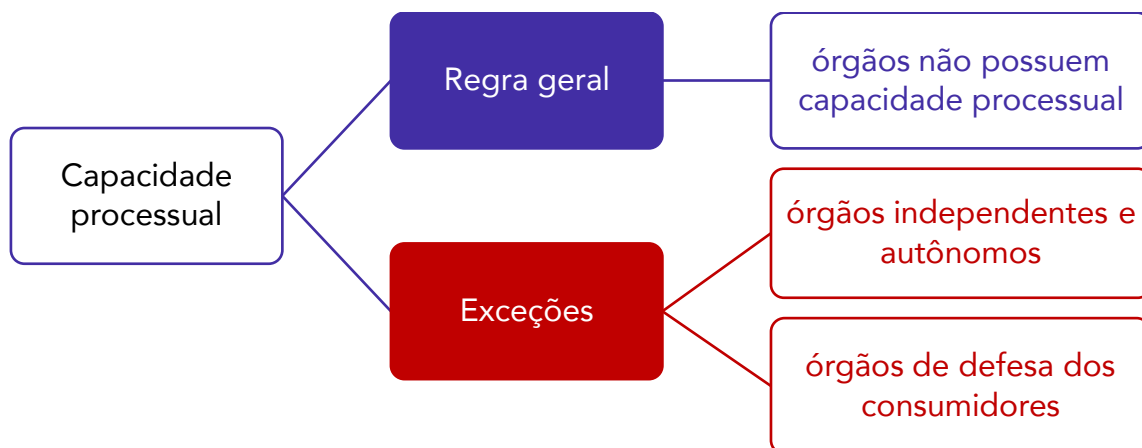 Capacidade
processual
Regra geral
órgãos não possuem
capacidade processual
Exceções
órgãos independentes e
autônomos
órgãos de defesa dos
consumidores